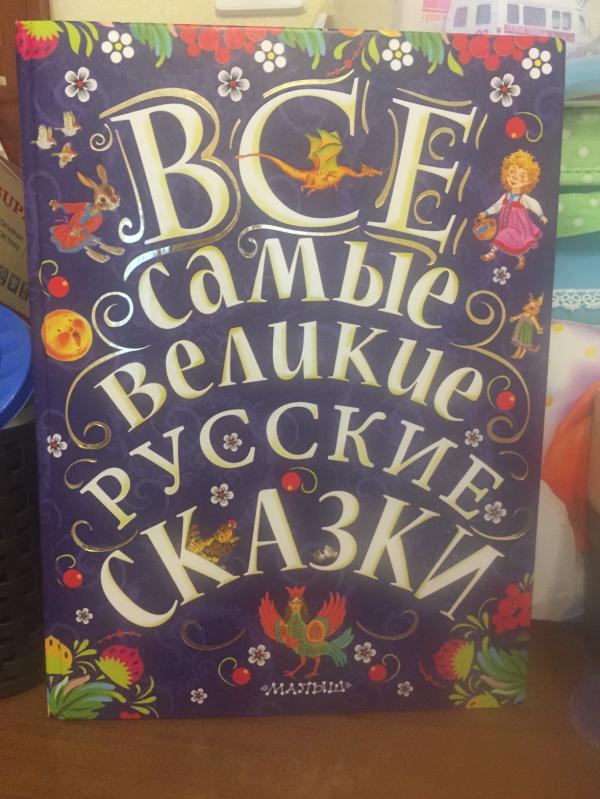 ВСЕ
самые
великие
РУССКИЕ
СКАЗКИ
«МАЛЫШ»